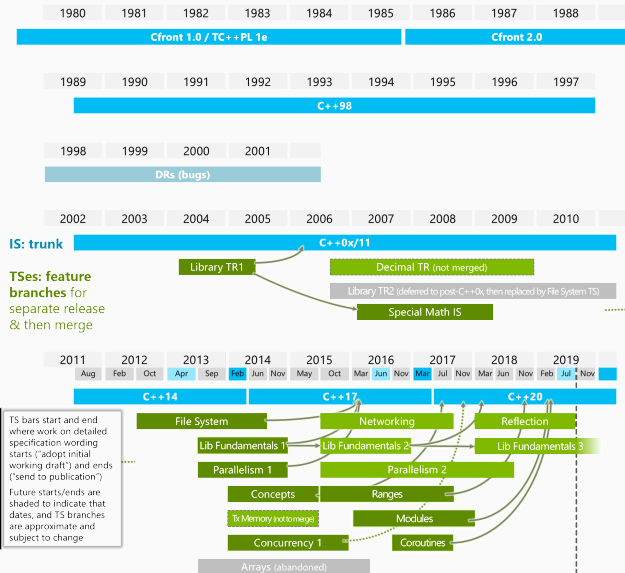 1980 1981 1982 1983 1984 1985 1986 1987 1988
Cfront 1.0 / TC++PL 1e Cfront 2.0
1989 1990 1991 1992 1993 1994 1995 1996 1997
C++98
1998 1999 2000 2001
DRs (bugs)
2002 2003 2004 2005 2006 2007 2008 2009 2010
IS: trunk C++0x/11
TSes: feature
branches for
separate release
& then merge
Library TR1 Decimal TR (not merged)
Library TR2 (deferred to post-C++0x, then replaced by File System TS)
Special Math IS
2011 2012 2013 2014 2015 2016 2017 2018 2019
Aug Feb Oct Apr Sep Feb Jun Nov May Oct Mar Jun Nov Mar Jul Nov Mar Jun Nov Feb Jul Nov
C++14 C++17 C++20
TS bars start and end
where work on detailed
specification wording
starts ("adopt initial
working draft") and ends
("send to publication")
Future starts/ends are
shaded to indicate that
dates, and TS branches
are approximate and
subject to change
File System Networking Reflection
Lib Fundamentals 1 Lib Fundamentals 2 Lib Fundamentals 3
Parallelism 1 Parallelism 2
Concepts Ranges
Tx Memory (not to merge) Modules
Concurrency 1 Coroutines
Arrays (abandoned)